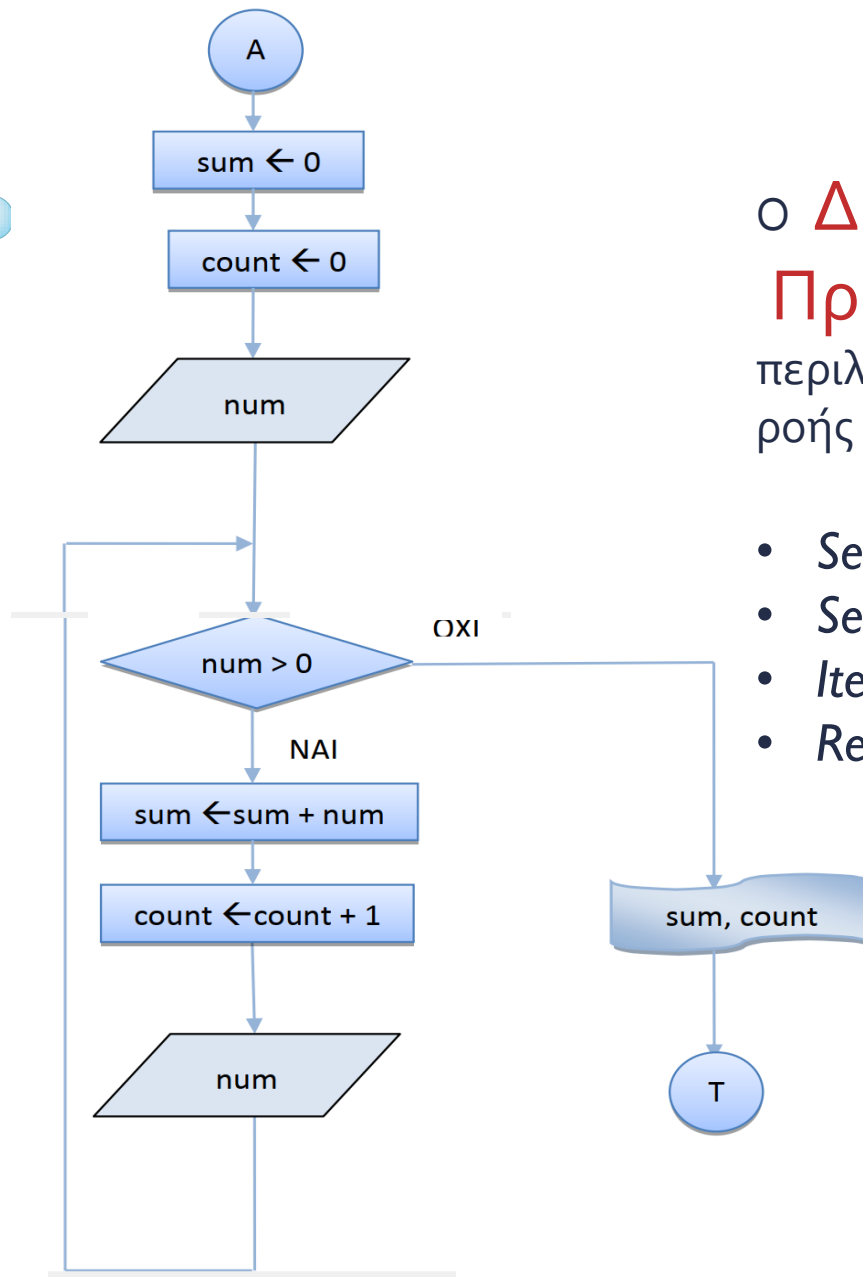 A
sum ← 0
count ← 0
num
num > 0
ΟΧΙ
ΝΑΙ
sum ←sum + num
count ←count + 1
num
sum, count
T
ο Δ
Πρ
περιλ
ροής
• Se
• Se
• Ite
• Re